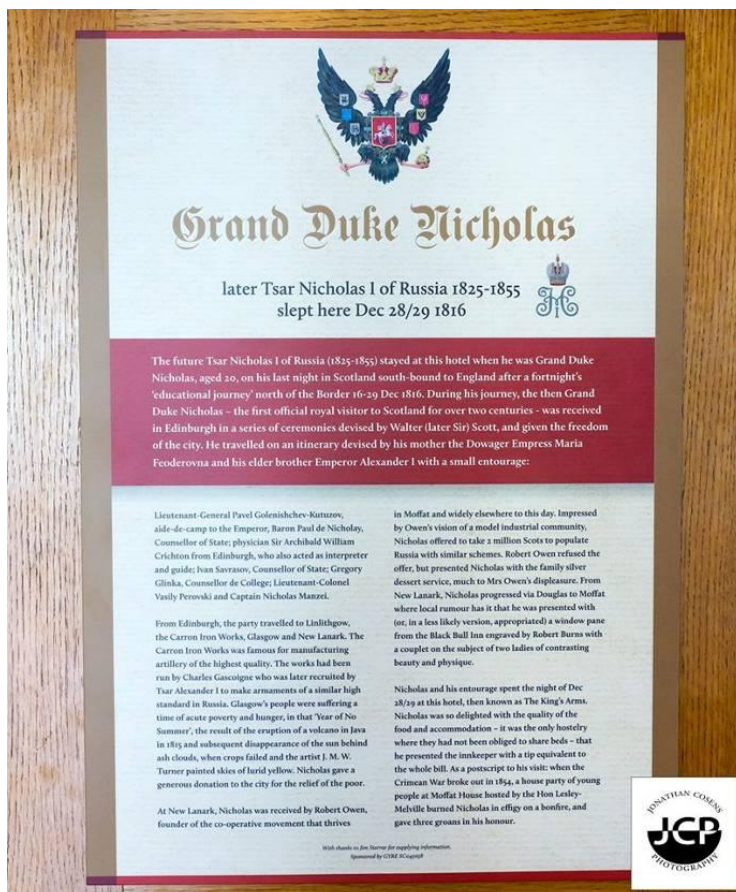 Grand Duke Nicholas
later Tsar Nicholas I of Russia 1825-1855
slept here Dec 28/29 1816
The future Tsar Nicholas I of Russia (1825-1855) stayed at this hotel when he was Grand Duke
Nicholas, aged 20, on his last night in Scotland south-bound to England after a fortnight's
'educational journey' north of the Border 16-29 Dec 1816. During his journey, the then Grand
Duke Nicholas – the first official royal visitor to Scotland for over two centuries - was received
in Edinburgh in a series of ceremonies devised by Walter (later Sir) Scott, and given the freedom
of the city. He travelled on an itinerary devised by his mother the Dowager Empress Maria
Feoderovna and his elder brother Emperor Alexander I with a small entourage:
Lieutenant-General Pavel Golenishchev-Kutuzov,
aide-de-camp to the Emperor, Baron Paul de Nicholay,
Counsellor of State; physician Sir Archibald William
Crichton from Edinburgh, who also acted as interpreter
and guide; Ivan Savrasov, Counsellor of State; Gregory
Glinka, Counsellor de College; Lieutenant-Colonel
Vasily Perovski and Captain Nicholas Manzei.
From Edinburgh, the party travelled to Linlithgow,
the Carron Iron Works, Glasgow and New Lanark. The
Carron Iron Works was famous for manufacturing
artillery of the highest quality. The works had been
run by Charles Gascoigne who was later recruited by
Tsar Alexander I to make armaments of a similar high
standard in Russia. Glasgow's people were suffering a
time of acute poverty and hunger, in that 'Year of No
Summer', the result of the eruption of a volcano in Java
in 1815 and subsequent disappearance of the sun behind
ash clouds, when crops failed and the artist J. M. W.
Turner painted skies of lurid yellow. Nicholas gave a
generous donation to the city for the relief of the poor.
At New Lanark, Nicholas was received by Robert Owen,
founder of the co-operative movement that thrives
in Moffat and widely elsewhere to this day. Impressed
by Owen's vision of a model industrial community,
Nicholas offered to take 2 million Scots to populate
Russia with similar schemes. Robert Owen refused the
offer, but presented Nicholas with the family silver
dessert service, much to Mrs Owen's displeasure. From
New Lanark, Nicholas progressed via Douglas to Moffat
where local rumour has it that he was presented with
(or, in a less likely version, appropriated) a window pane
from the Black Bull Inn engraved by Robert Burns with
a couplet on the subject of two ladies of contrasting
beauty and physique.
Nicholas and his entourage spent the night of Dec
28/29 at this hotel, then known as The King's Arms.
Nicholas was so delighted with the quality of the
food and accommodation – it was the only hostelry
where they had not been obliged to share beds – that
he presented the innkeeper with a tip equivalent to
the whole bill. As a postscript to his visit: when the
Crimean War broke out in 1854, a house party of young
people at Moffat House hosted by the Hon Lesley-
Melville burned Nicholas in effigy on a bonfire, and
gave three groans in his honour.
With thanks to Jim Storrar for supplying information.
Sponsored by GYRE
JONATHAN COSENS
JCP
PHOTOGRAPHY